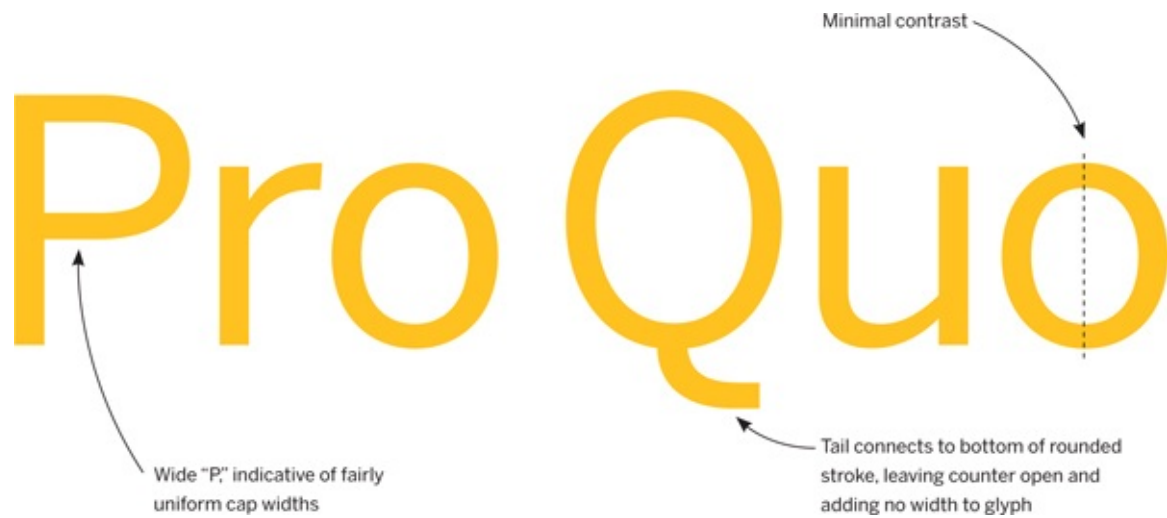 Minimal contrast
Pro Quo
Wide “P,” indicative of fairly
uniform cap widths
Tail connects to bottom of rounded
stroke, leaving counter open and
adding no width to glyph